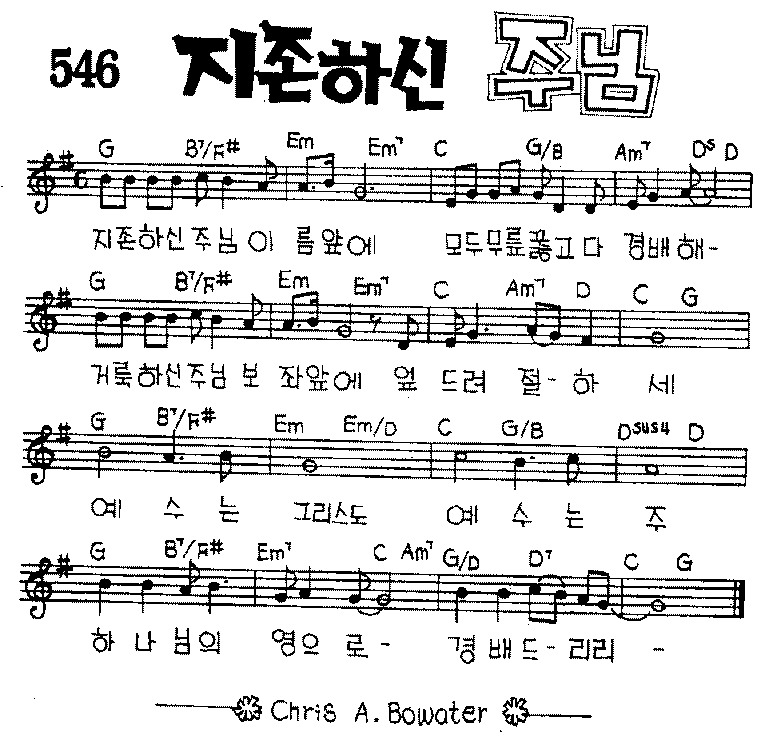 546 지존하신 주님
G B7/F# Em Em7 C G/B Am7 Ds D
지존하신 주님 이 름 앞에 모두무릎꿇고 다 경배해-
G B7/F# Em Em7 C Am7 D C G
거룩하신주님 보 좌앞에 엎 드려 절-하 세
G B7/F# Em Em/D C G/B Dsus4 D
예 수 는 그리스도 예 수 는 주
G B7/F# Em7 C Am7 G/D D7 C G
하 나 님 의 영으 로 - 경 배 드-리리 -
Chris A. Bowater